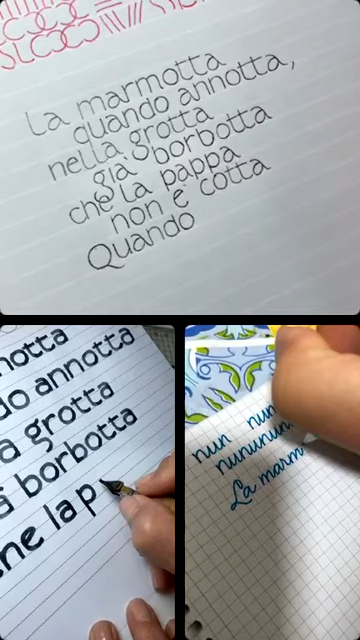 La marmotta
quando annotta,
nella grotta
già borbotta
che la pappa
non è cotta
Quando
notta
do annotta
a grotta
à borbotta
he la p
nun nun
nununun
La marm